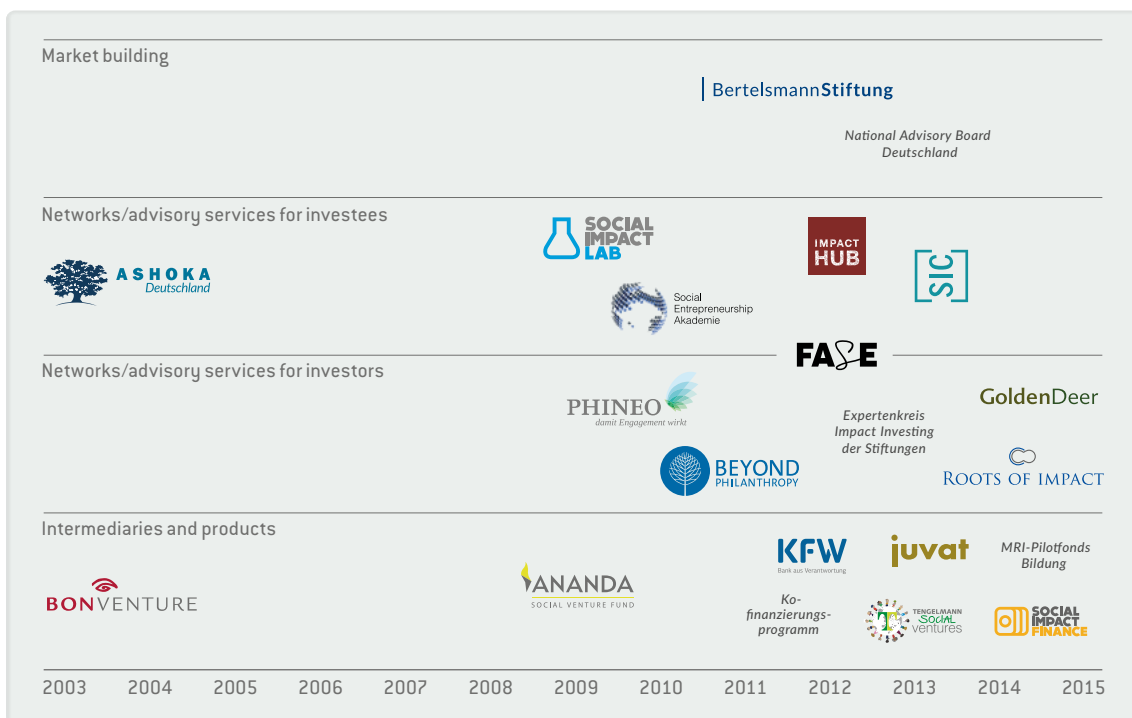 Market building
BertelsmannStiftung
National Advisory Board
Deutschland
Networks/advisory services for investees
ASHOKA
Deutschland
SOCIAL
IMPACT
LAB
Social
Entrepreneurship
Akademie
IMPACT
HUB
[SIC]
FASE
Networks/advisory services for investors
PHINEO
damit Engagement wirkt
BEYOND
PHILANTHROPY
Expertenkreis
Impact Investing
der Stiftungen
GoldenDeer
ROOTS OF IMPACT
Intermediaries and products
BONVENTURE
ANANDA
SOCIAL VENTURE FUND
KFW
Bank aus Verantwortung
Ko-
finanzierungs-
programm
juvat
TENGELMANN
SOCIAL
ventures
MRI-Pilotfonds
Bildung
SOCIAL
IMPACT
FINANCE
2003 2004 2005 2006 2007 2008 2009 2010 2011 2012 2013 2014 2015